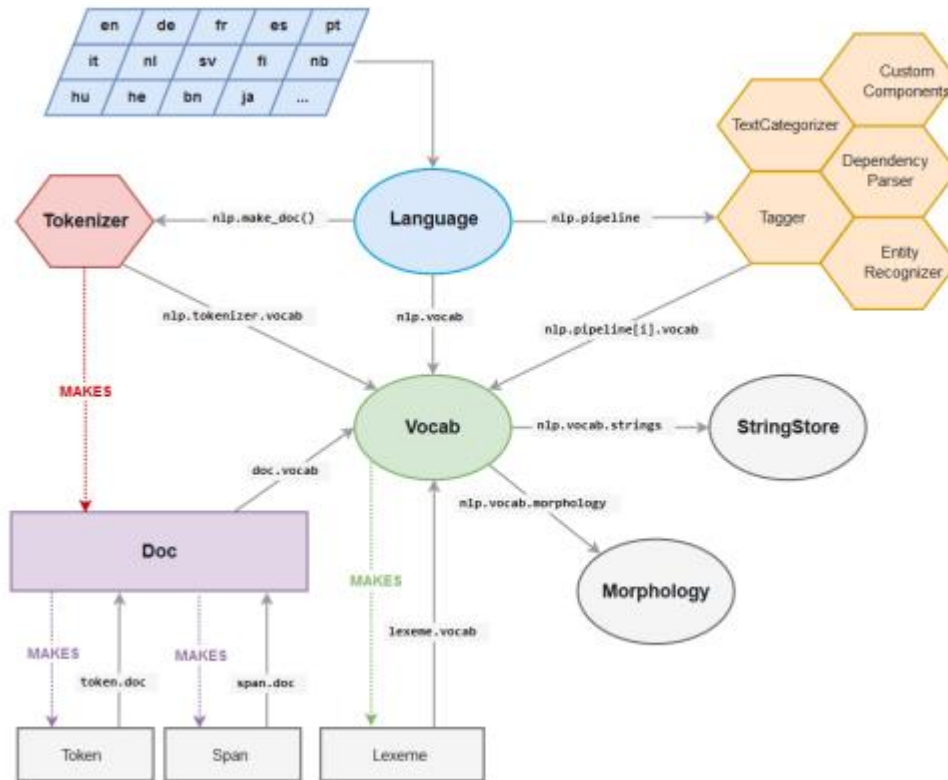 en de fr es pt
it nl sv fi nb
hu he bn ja ...
Custom
Components
TextCategorizer
Dependency
Parser
Tokenizer
nlp.make_doc()
Language
nlp.pipeline
Tagger
Entity
Recognizer
nlp.tokenizer.vocab
nlp.vocab
nlp.pipeline[i].vocab
MAKES
Vocab
nlp.vocab.strings
StringStore
doc.vocab
nlp.vocab.morphology
Doc
MAKES
Morphology
lexeme.vocab
MAKES
token.doc
MAKES
span.doc
Token
Span
Lexeme